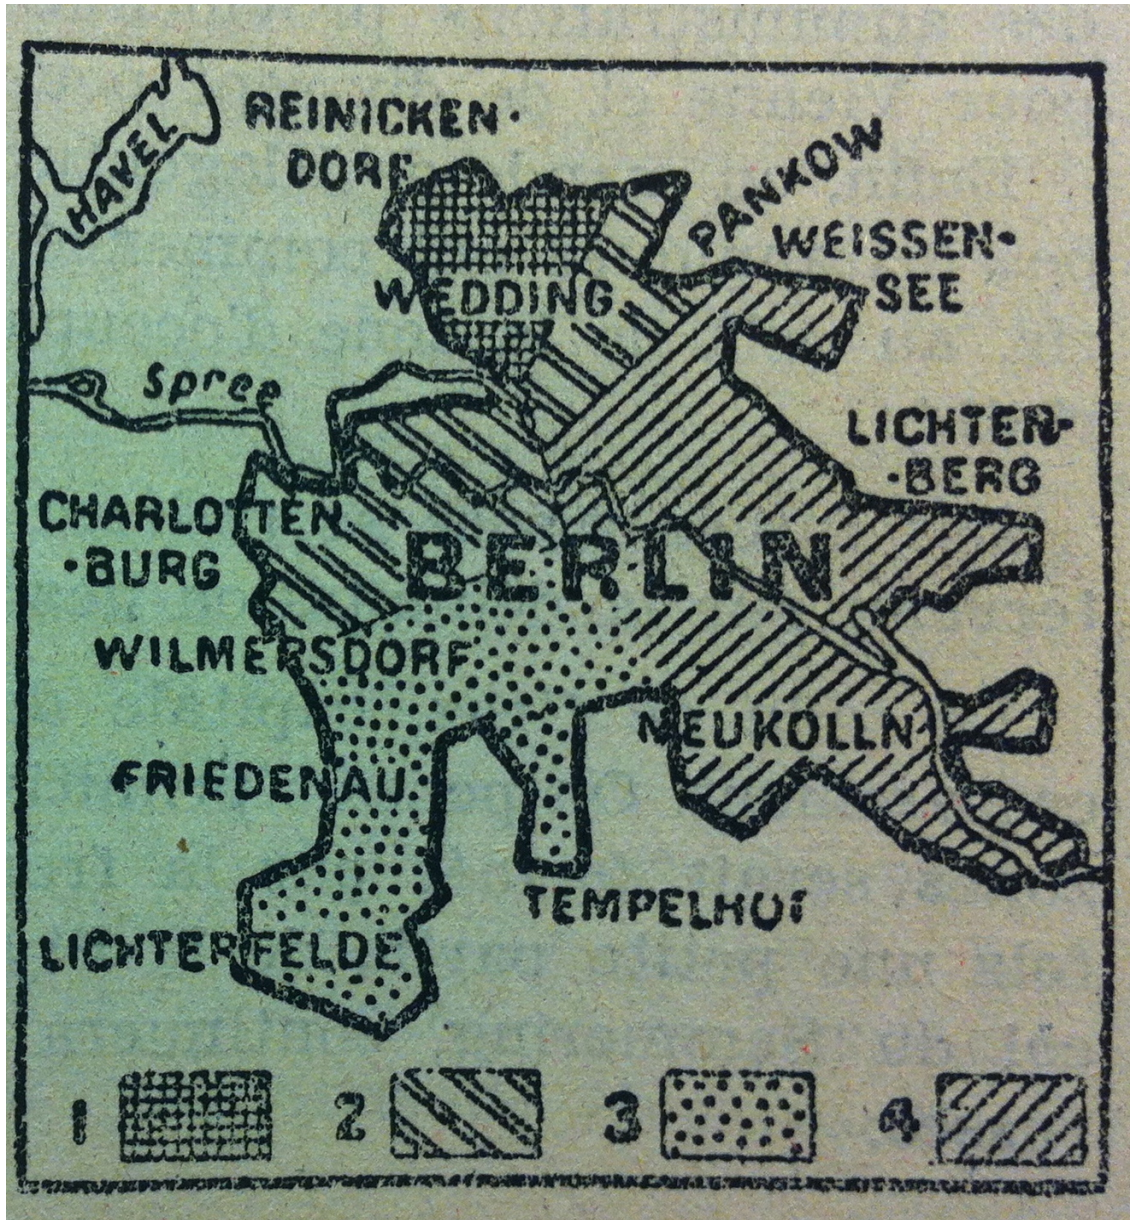 REINICKEN-
DORF
HAVEL
PANKOW
WEISSEN-
SEE
WEDDING
Spree
LICHTEN-
-BERG
CHARLOTTEN
-BURG
BERLIN
WILMERSDORF
NEUKOLLN
FRIEDENAU
TEMPELHOF
LICHTERFELDE
1 2 3 4